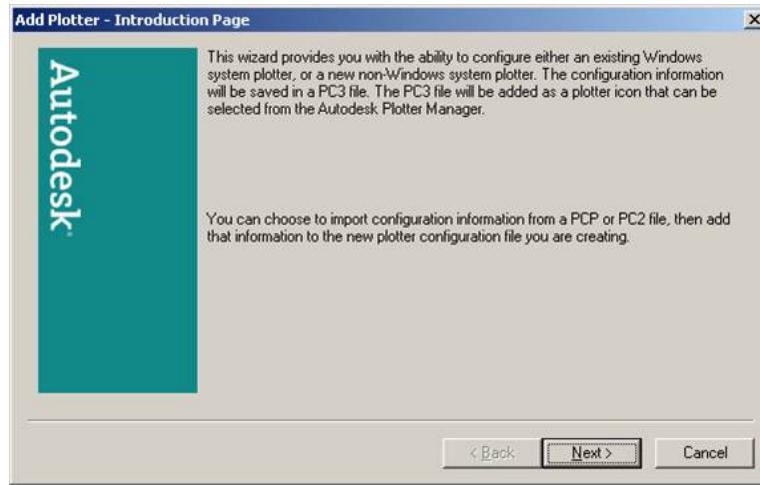 Add Plotter - Introduction Page
Autodesk
This wizard provides you with the ability to configure either an existing Windows
system plotter, or a new non-Windows system plotter. The configuration information
will be saved in a PC3 file. The PC3 file will be added as a plotter icon that can be
selected from the Autodesk Plotter Manager.
You can choose to import configuration information from a PCP or PC2 file, then add
that information to the new plotter configuration file you are creating.
< Back Next > Cancel